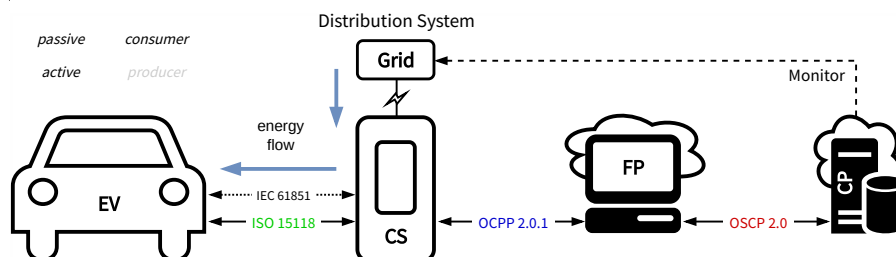 Distribution System
passive consumer
active producer
Grid
Monitor
energy
flow
EV
IEC 61851
ISO 15118
CS
OCPP 2.0.1
FP
OSCP 2.0
CP